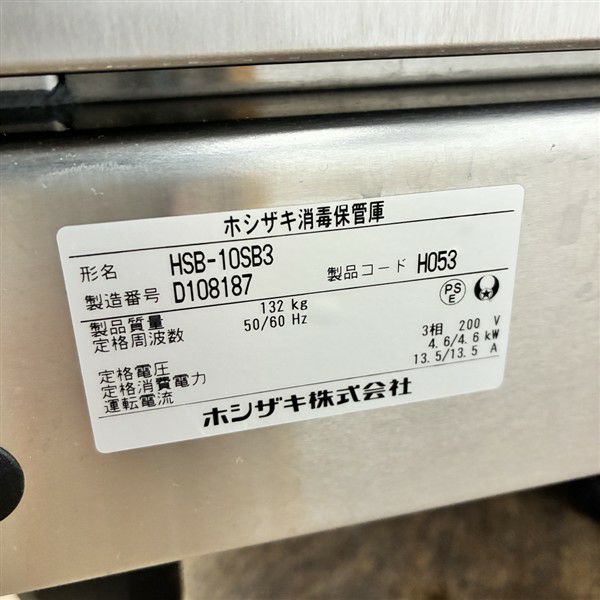 ホシザキ消毒保管庫
形名 HSB-10SB3 製品コード H053
製造番号 D108187 PSE
製品質量 132 kg
定格周波数 50/60 Hz
定格電圧 3相 200 V
定格消費電力 4.6/4.6 kW
運転電流 13.5/13.5 A
ホシザキ株式会社